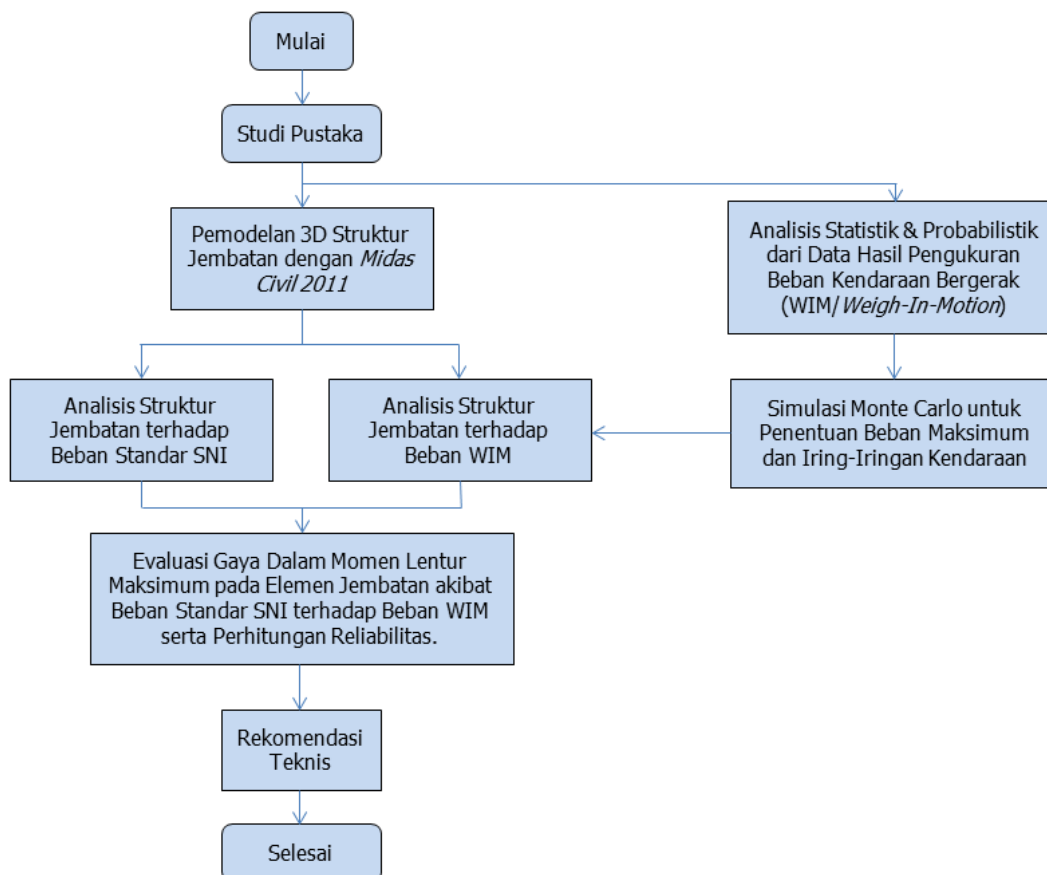 Mulai
Studi Pustaka
Pemodelan 3D Struktur
Jembatan dengan Midas
Civil 2011
Analisis Statistik & Probabilistik
dari Data Hasil Pengukuran
Beban Kendaraan Bergerak
(WIM/Weigh-In-Motion)
Analisis Struktur
Jembatan terhadap
Beban Standar SNI
Analisis Struktur
Jembatan terhadap
Beban WIM
Simulasi Monte Carlo untuk
Penentuan Beban Maksimum
dan Iring-Iringan Kendaraan
Evaluasi Gaya Dalam Momen Lentur
Maksimum pada Elemen Jembatan akibat
Beban Standar SNI terhadap Beban WIM
serta Perhitungan Reliabilitas.
Rekomendasi
Teknis
Selesai